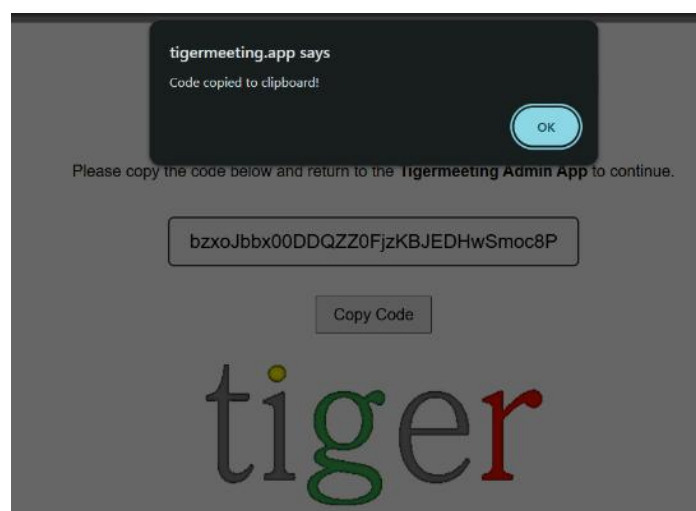 tigermeeting.app says
Code copied to clipboard!
OK
Please copy the code below and return to the Tigermeeting Admin App to continue.
bzxoJbbx00DDQZZ0FjzKBJEDHwSmoc8P
Copy Code
tiger